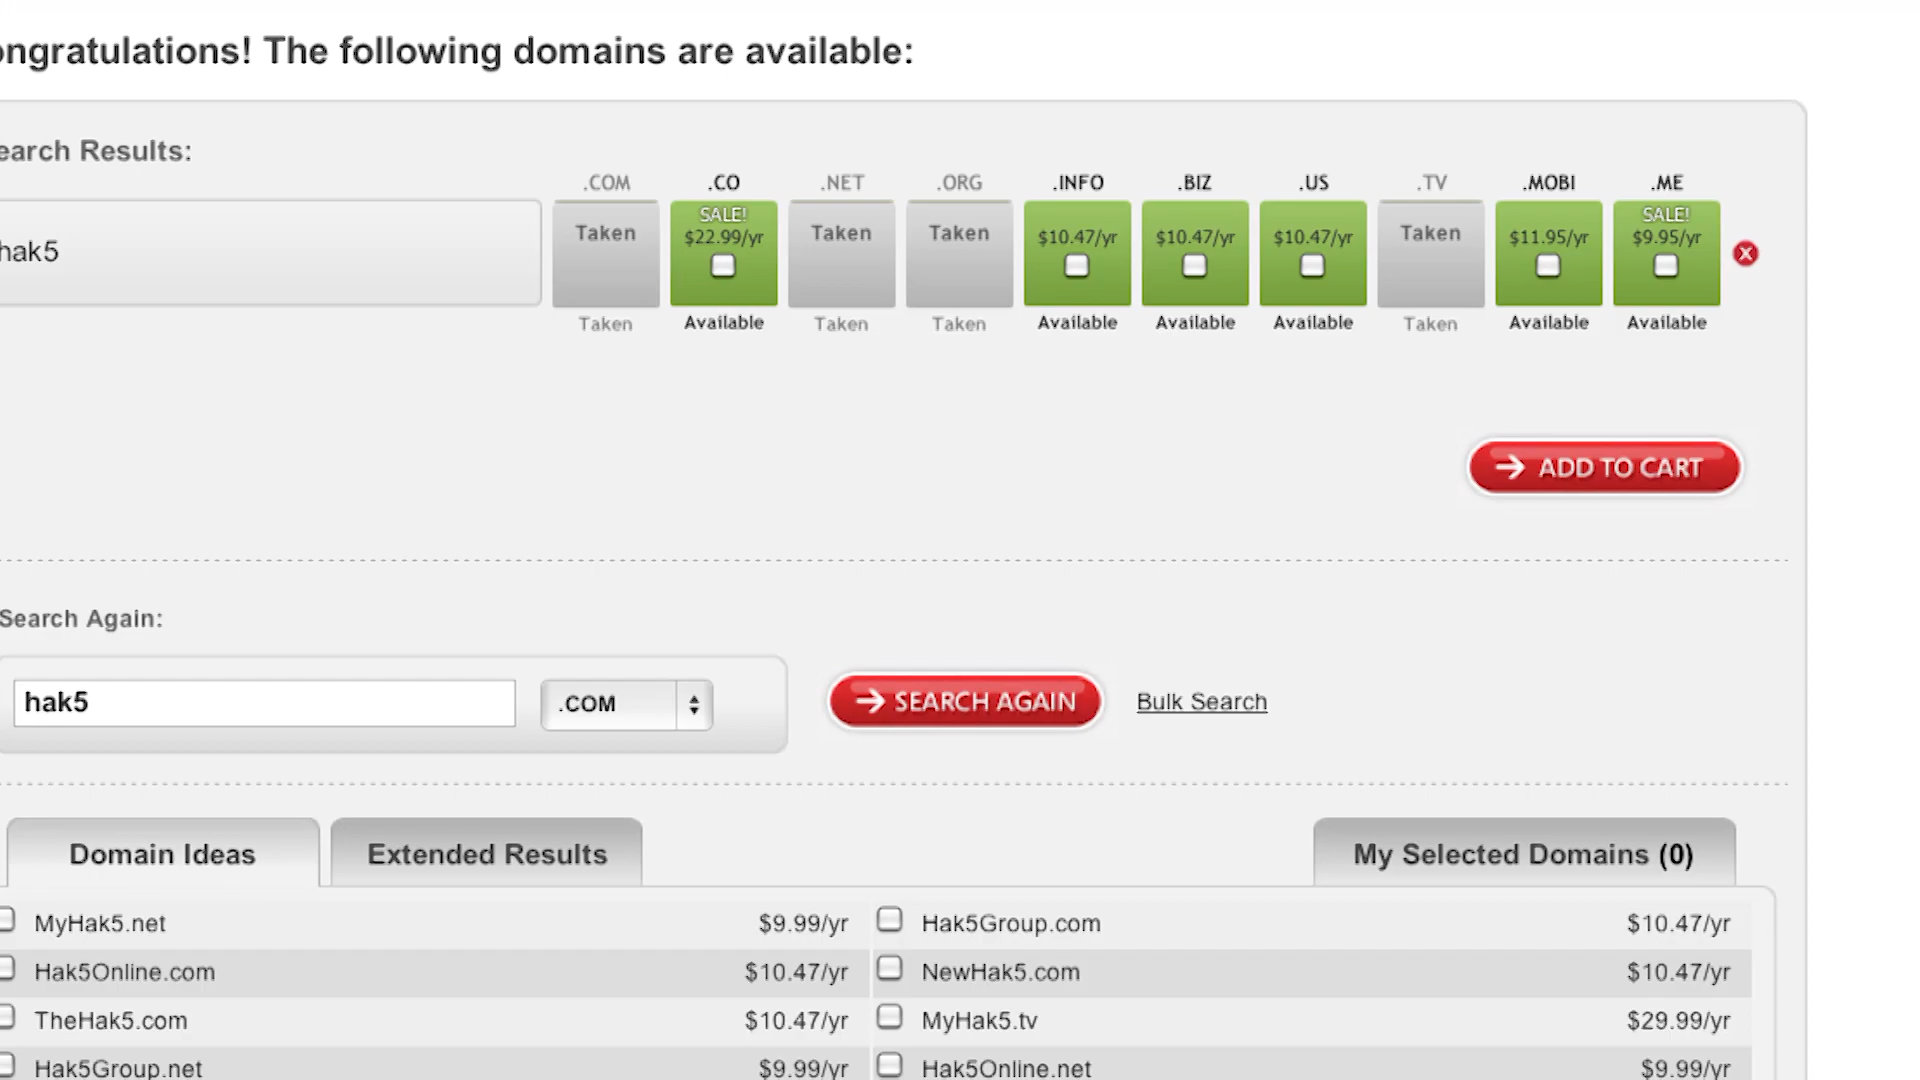 ongratulations! The following domains are available:
earch Results:
.COM .CO .NET .ORG .INFO .BIZ .US .TV .MOBI .ME
hak5
Taken SALE! $22.99/yr Taken Taken $10.47/yr $10.47/yr $10.47/yr Taken $11.95/yr SALE! $9.95/yr
Taken Available Taken Taken Available Available Available Taken Available Available
ADD TO CART
Search Again:
hak5 .COM SEARCH AGAIN Bulk Search
Domain Ideas Extended Results My Selected Domains (0)
MyHak5.net $9.99/yr Hak5Group.com $10.47/yr
Hak5Online.com $10.47/yr NewHak5.com $10.47/yr
TheHak5.com $10.47/yr MyHak5.tv $29.99/yr
Hak5Group.net $9.99/yr Hak5Online.net $9.99/yr